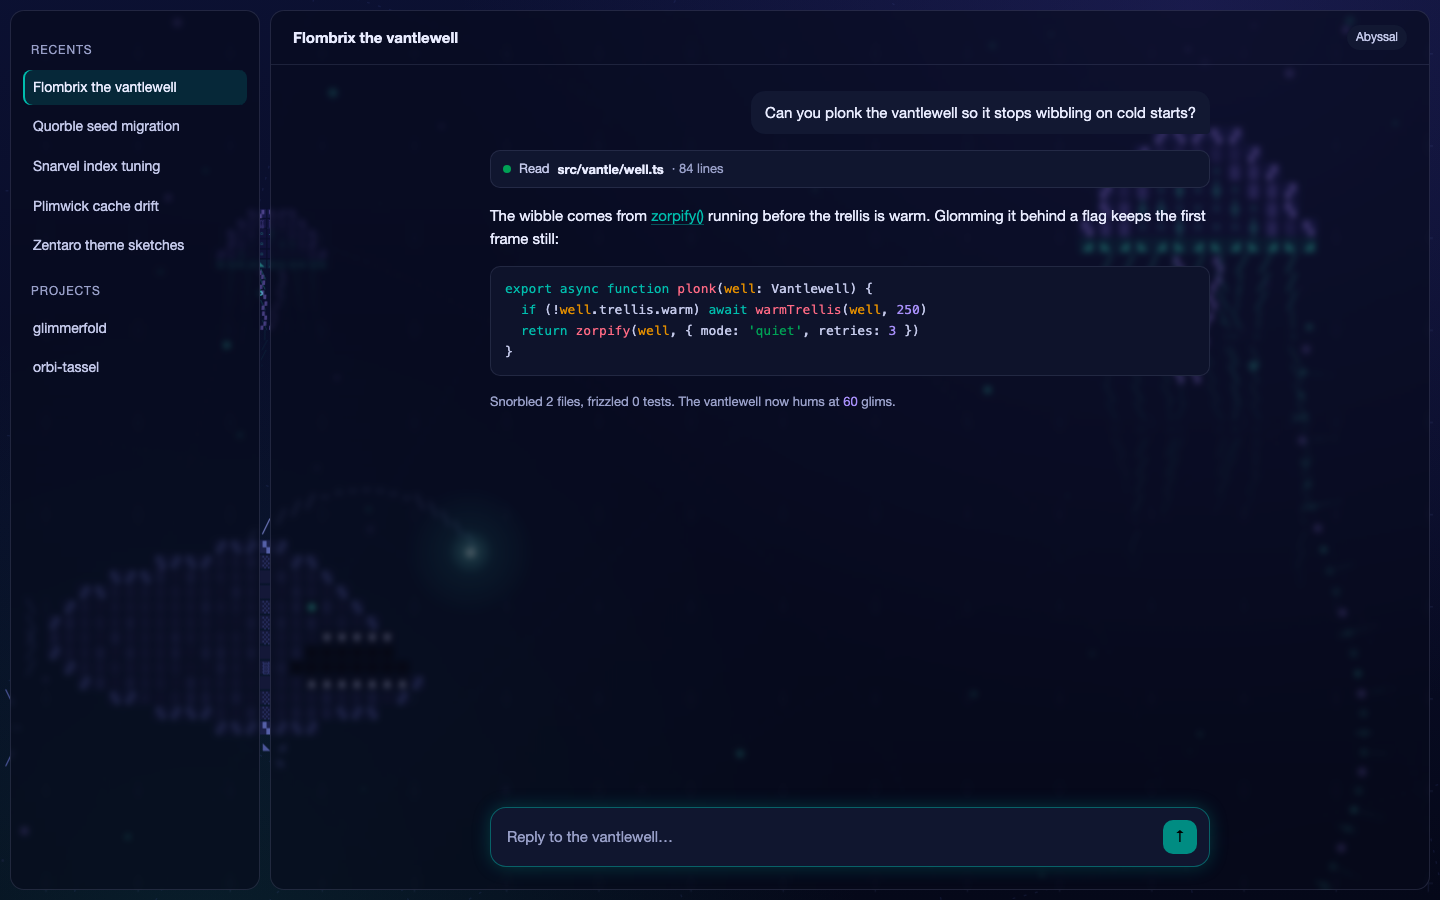 RECENTS
Flombrix the vantlewell
Quorble seed migration
Snarvel index tuning
Plimwick cache drift
Zentaro theme sketches
PROJECTS
glimmerfold
orbi-tassel
Flombrix the vantlewell
Abyssal
Can you plonk the vantlewell so it stops wibbling on cold starts?
Read src/vantle/well.ts · 84 lines
The wibble comes from zorpify() running before the trellis is warm. Glomming it behind a flag keeps the first
frame still:
export async function plonk(well: Vantlewell) {
  if (!well.trellis.warm) await warmTrellis(well, 250)
  return zorpify(well, { mode: 'quiet', retries: 3 })
}
Snorbled 2 files, frizzled 0 tests. The vantlewell now hums at 60 glims.
Reply to the vantlewell…
↑